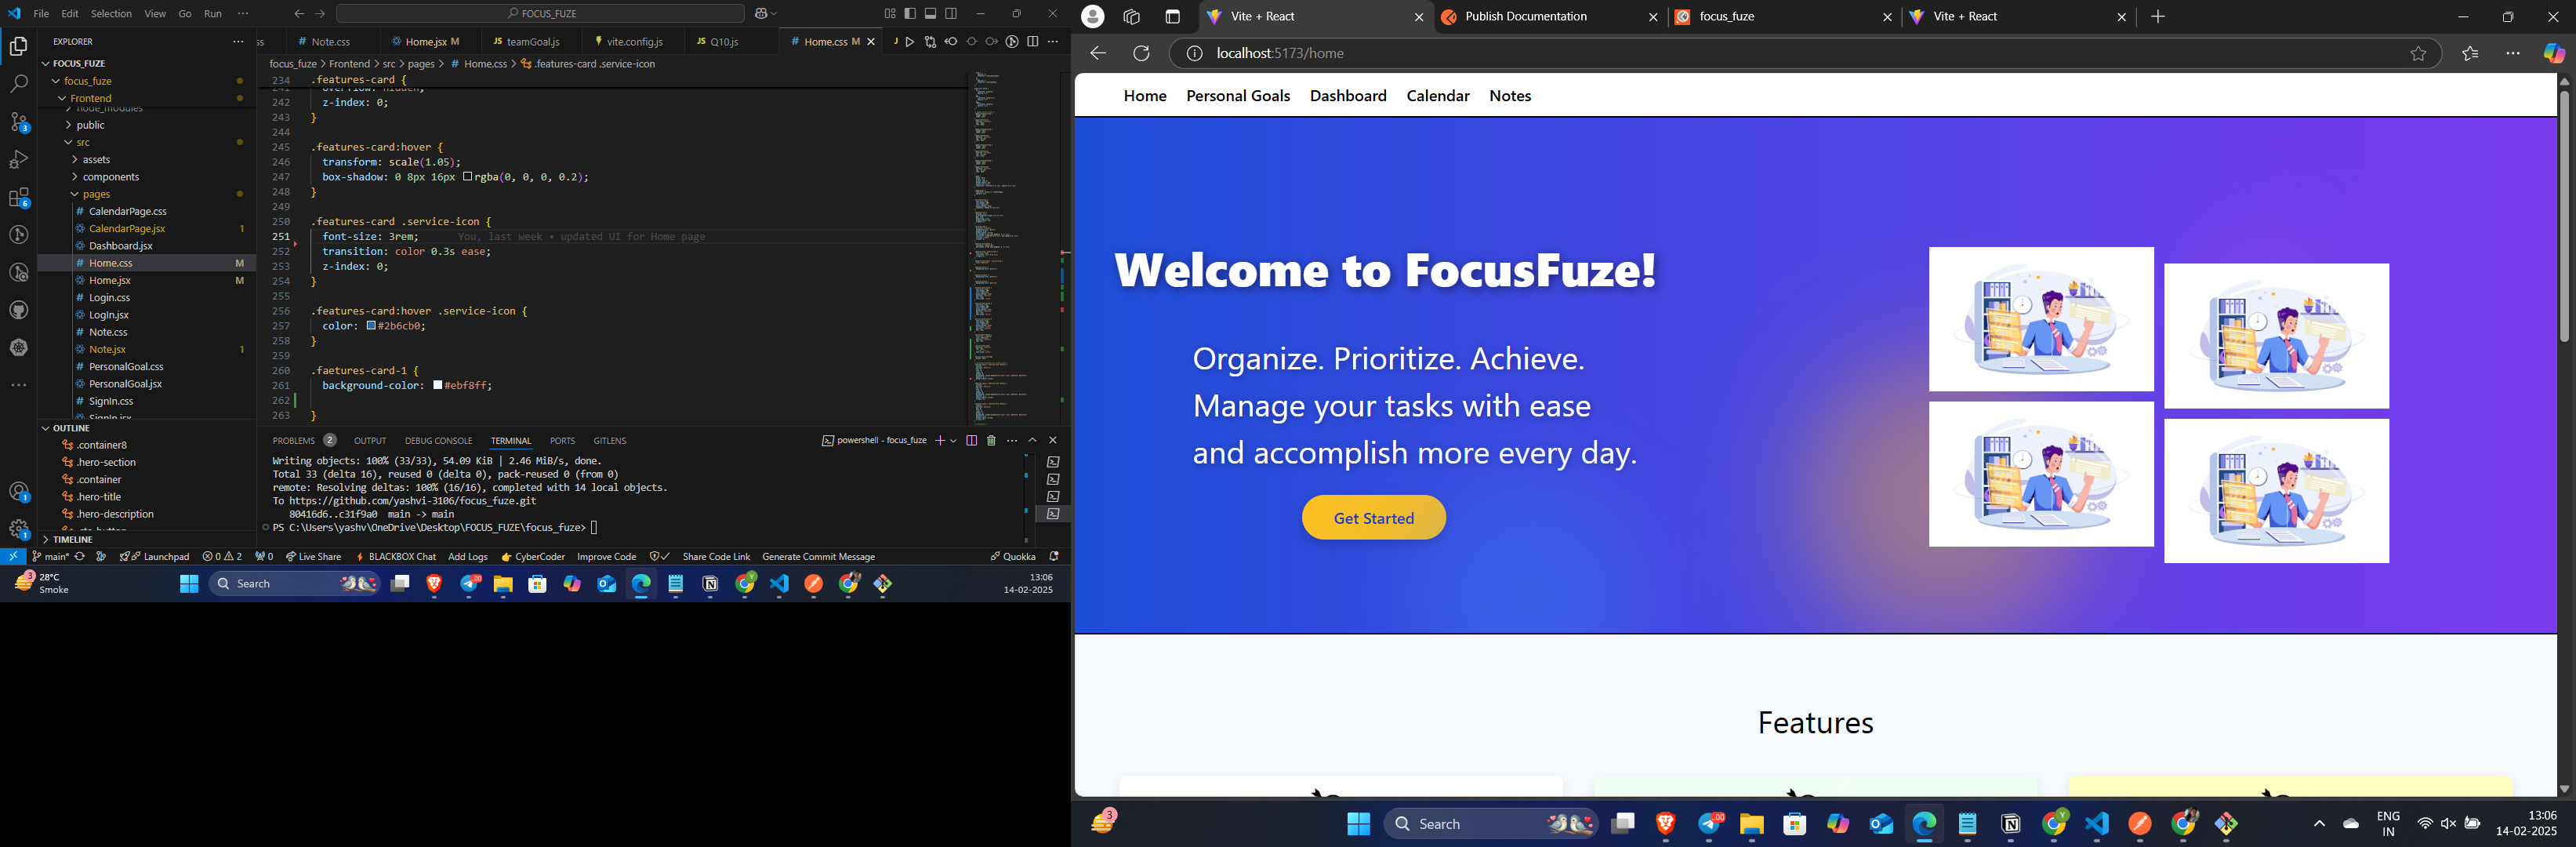 File Edit Selection View Go Run ··· FOCUS_FUZE
EXPLORER
FOCUS_FUZE
focus_fuze
Frontend
node_modules
public
src
assets
components
pages
CalendarPage.css
CalendarPage.jsx 1
Dashboard.jsx
Home.css M
Home.jsx M
Login.css
LogIn.jsx
Note.css
Note.jsx 1
PersonalGoal.css
PersonalGoal.jsx
SignIn.css
SignIn.jsx
OUTLINE
.container8
.hero-section
.container
.hero-title
.hero-description
.cta-button
TIMELINE
ss Note.css Home.jsx M teamGoal.js vite.config.js Q10.js Home.css M
focus_fuze > Frontend > src > pages > # Home.css > .features-card .service-icon
234 .features-card {
241 overflow: hidden;
242 z-index: 0;
243 }
244
245 .features-card:hover {
246 transform: scale(1.05);
247 box-shadow: 0 8px 16px rgba(0, 0, 0, 0.2);
248 }
249
250 .features-card .service-icon {
251 font-size: 3rem; You, last week • updated UI for Home page
252 transition: color 0.3s ease;
253 z-index: 0;
254 }
255
256 .features-card:hover .service-icon {
257 color: #2b6cb0;
258 }
259
260 .faetures-card-1 {
261 background-color: #ebf8ff;
262
263 }
PROBLEMS 2 OUTPUT DEBUG CONSOLE TERMINAL PORTS GITLENS powershell - focus_fuze
Writing objects: 100% (33/33), 54.09 KiB | 2.46 MiB/s, done.
Total 33 (delta 16), reused 0 (delta 0), pack-reused 0 (from 0)
remote: Resolving deltas: 100% (16/16), completed with 14 local objects.
To https://github.com/yashvi-3106/focus_fuze.git
80416d6..c31f9a0 main -> main
PS C:\Users\yashv\OneDrive\Desktop\FOCUS_FUZE\focus_fuze>
main* Launchpad 0 2 0 Live Share BLACKBOX Chat Add Logs CyberCoder Improve Code Share Code Link Generate Commit Message Quokka
28°C
Smoke
Search
13:06
14-02-2025
Vite + React Publish Documentation focus_fuze Vite + React
localhost:5173/home
Home Personal Goals Dashboard Calendar Notes
Welcome to FocusFuze!
Organize. Prioritize. Achieve.
Manage your tasks with ease
and accomplish more every day.
Get Started
Features
3
Search
ENG
IN
13:06
14-02-2025